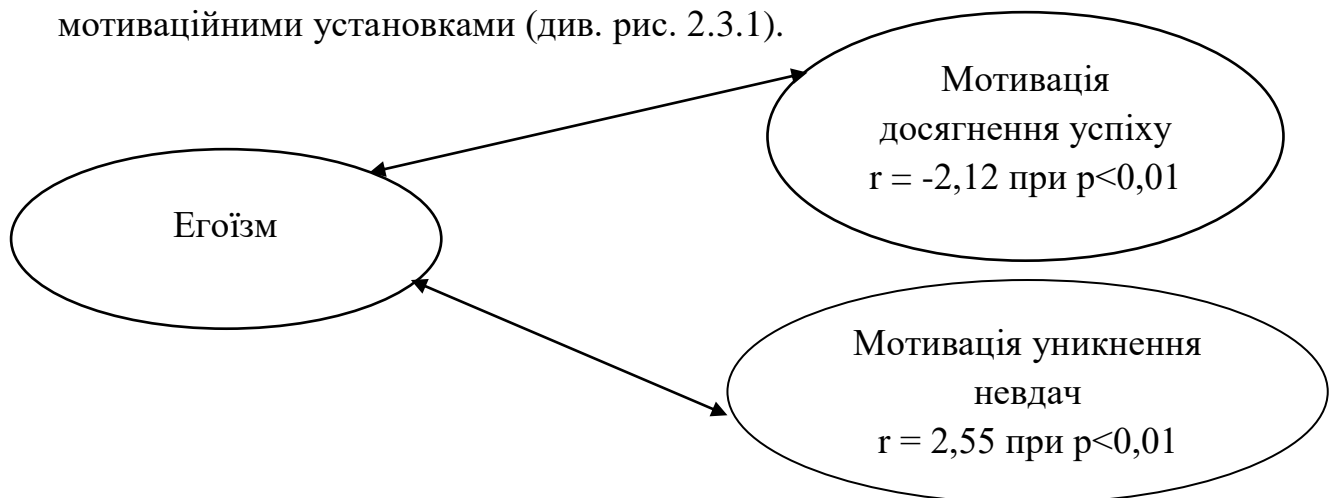 мотиваційними установками (див. рис. 2.3.1).
Мотивація
досягнення успіху
r = -2,12 при p<0,01
Егоїзм
Мотивація уникнення
невдач
r = 2,55 при p<0,01